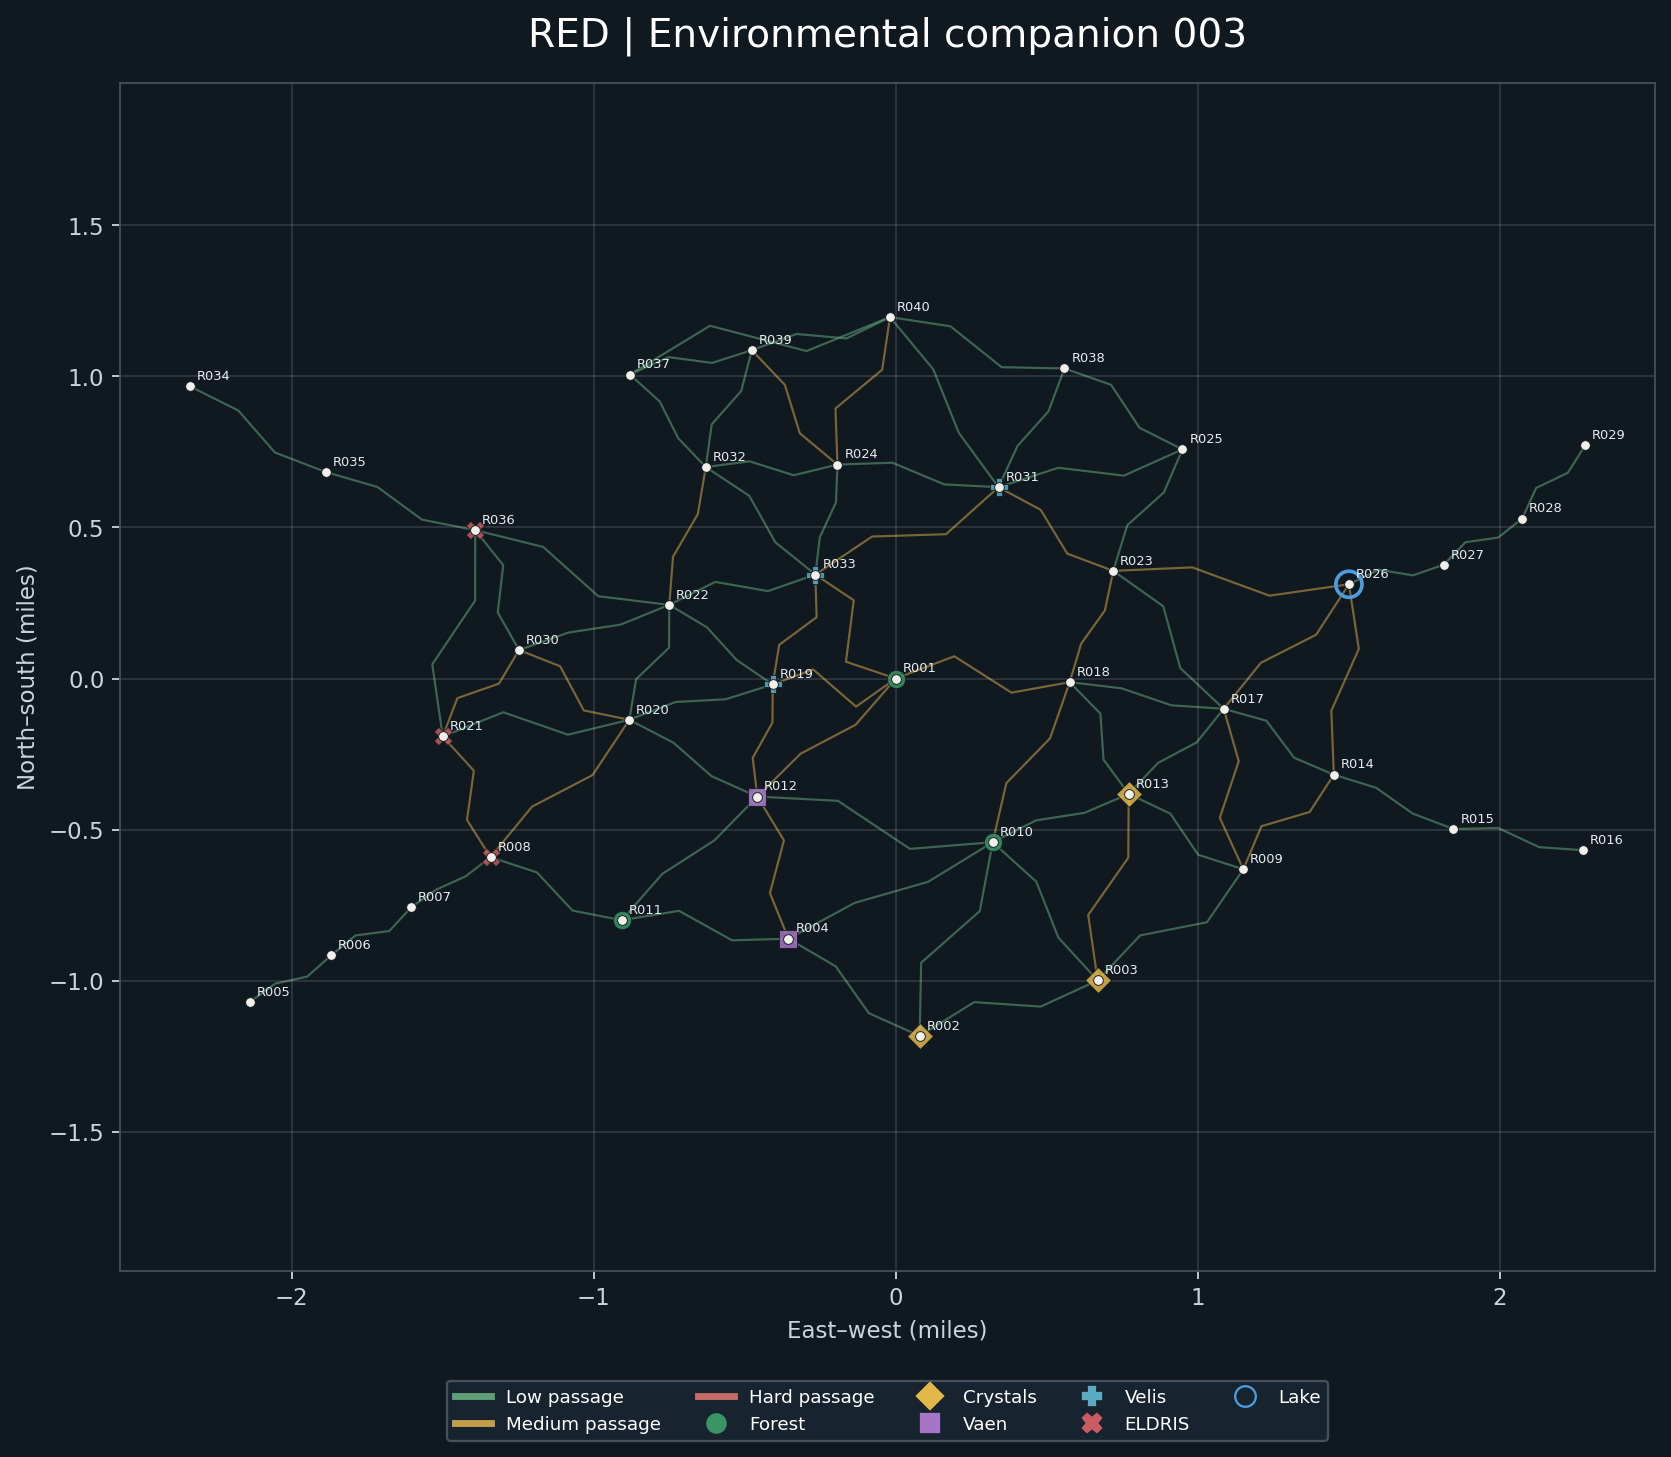 RED | Environmental companion 003
R040
R039
R038
R037
R034
R025
R029
R032
R024
R035
R031
R028
R036
R033
R023
R027
R026
R022
R030
R001
R019
R018
R020
R017
R021
R014
R012
R013
R015
R010
R016
R008
R009
R007
R011
R004
R006
R003
R005
R002
1.5
1.0
0.5
0.0
−0.5
−1.0
−1.5
North–south (miles)
−2
−1
0
1
2
East–west (miles)
Low passage
Medium passage
Hard passage
Forest
Crystals
Vaen
Velis
ELDRIS
Lake